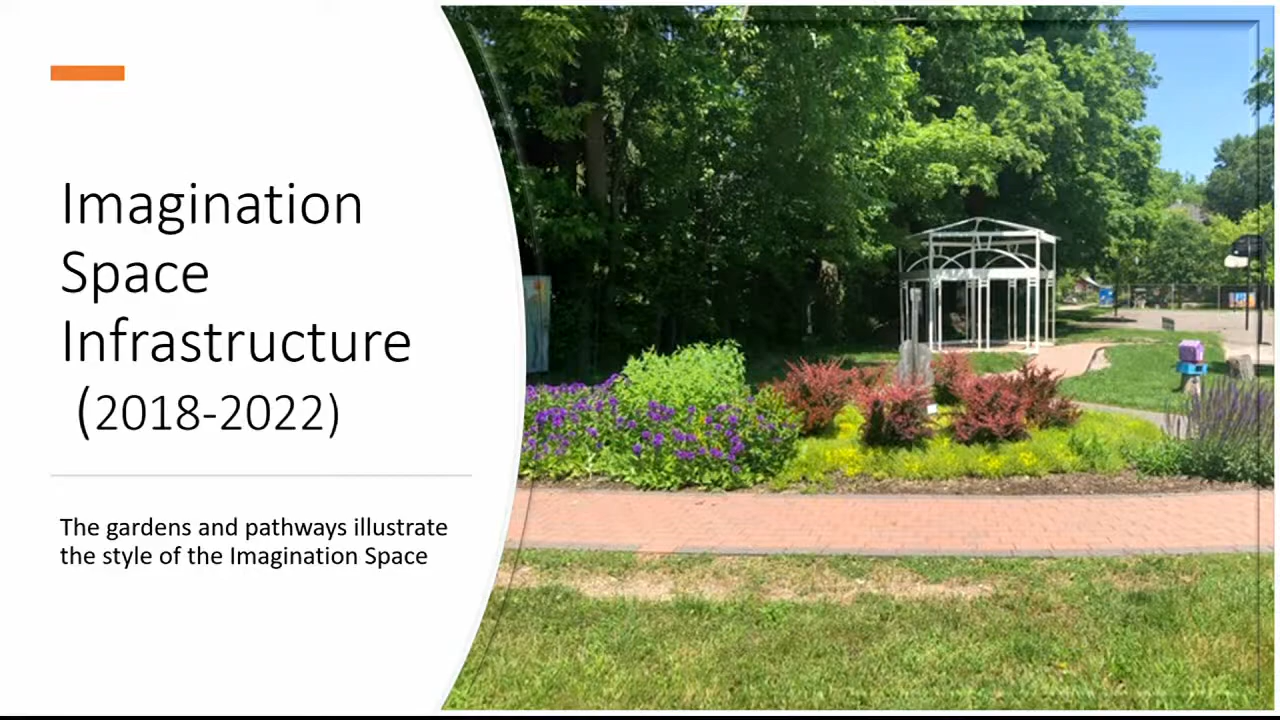 Imagination
Space
Infrastructure
(2018-2022)
The gardens and pathways illustrate
the style of the Imagination Space